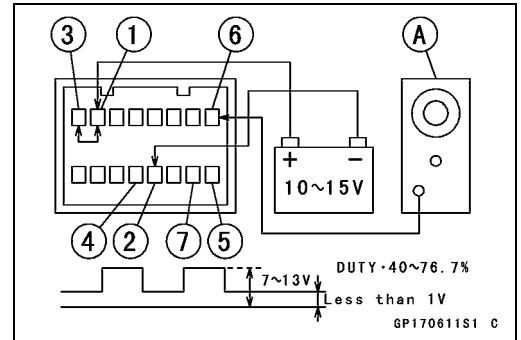 3 1 6 A
+ −
10~15V
4 2 7 5
DUTY·40~76.7%
7~13V
Less than 1V
GP170611S1 C